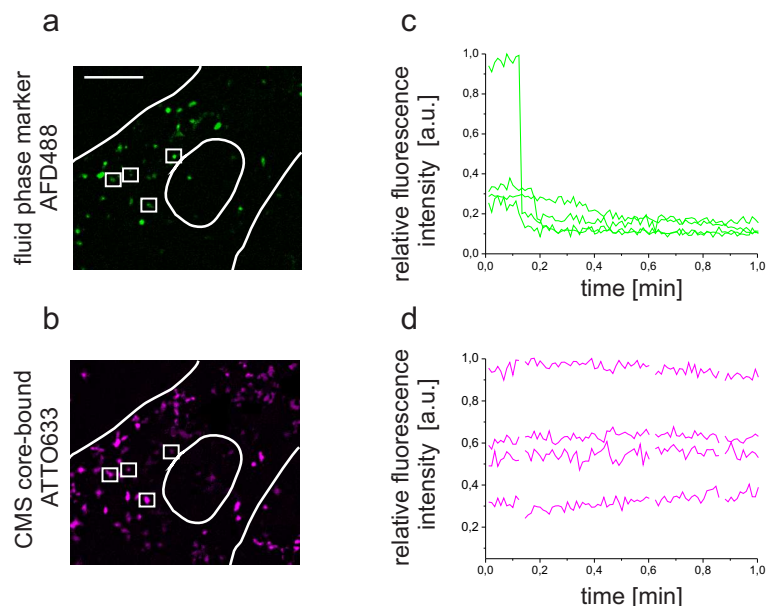 a
fluid phase marker
AFD488
c
relative fluorescence
intensity [a.u.]
1,0
0,8
0,6
0,4
0,2
0,0
0,2
0,4
0,6
0,8
1,0
time [min]
b
CMS core-bound
ATTO633
d
relative fluorescence
intensity [a.u.]
1,0
0,8
0,6
0,4
0,2
0,0
0,2
0,4
0,6
0,8
1,0
time [min]